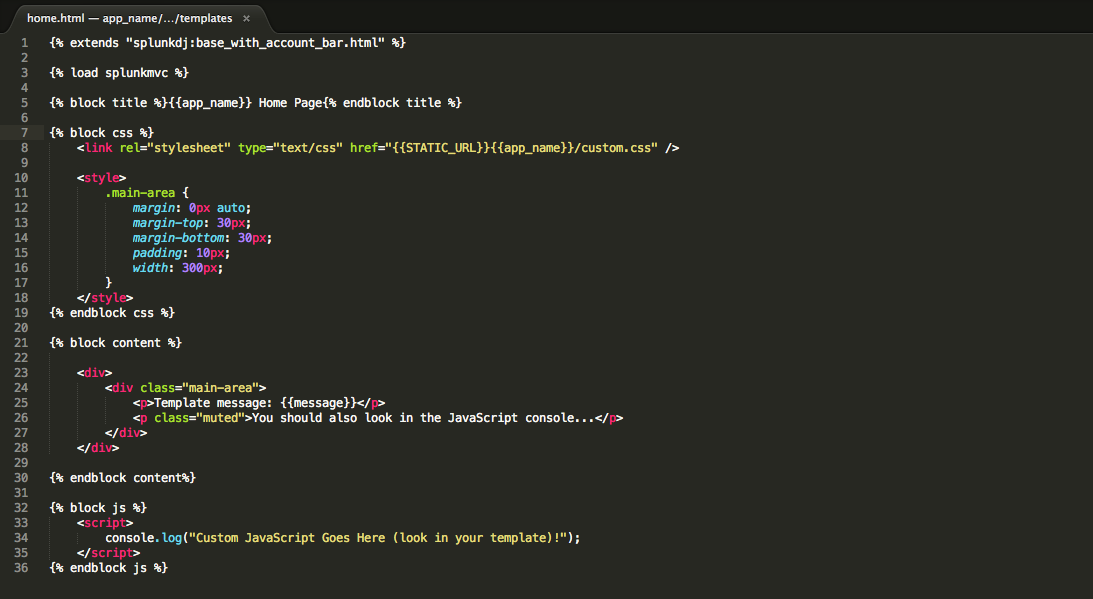 home.html — app_name/.../templates ×
1 {% extends "splunkdj:base_with_account_bar.html" %}
2
3 {% load splunkmvc %}
4
5 {% block title %}{{app_name}} Home Page{% endblock title %}
6
7 {% block css %}
8     <link rel="stylesheet" type="text/css" href="{{STATIC_URL}}{{app_name}}/custom.css" />
9
10     <style>
11         .main-area {
12             margin: 0px auto;
13             margin-top: 30px;
14             margin-bottom: 30px;
15             padding: 10px;
16             width: 300px;
17         }
18     </style>
19 {% endblock css %}
20
21 {% block content %}
22
23     <div>
24         <div class="main-area">
25             <p>Template message: {{message}}</p>
26             <p class="muted">You should also look in the JavaScript console...</p>
27         </div>
28     </div>
29
30 {% endblock content%}
31
32 {% block js %}
33     <script>
34         console.log("Custom JavaScript Goes Here (look in your template)!");
35     </script>
36 {% endblock js %}